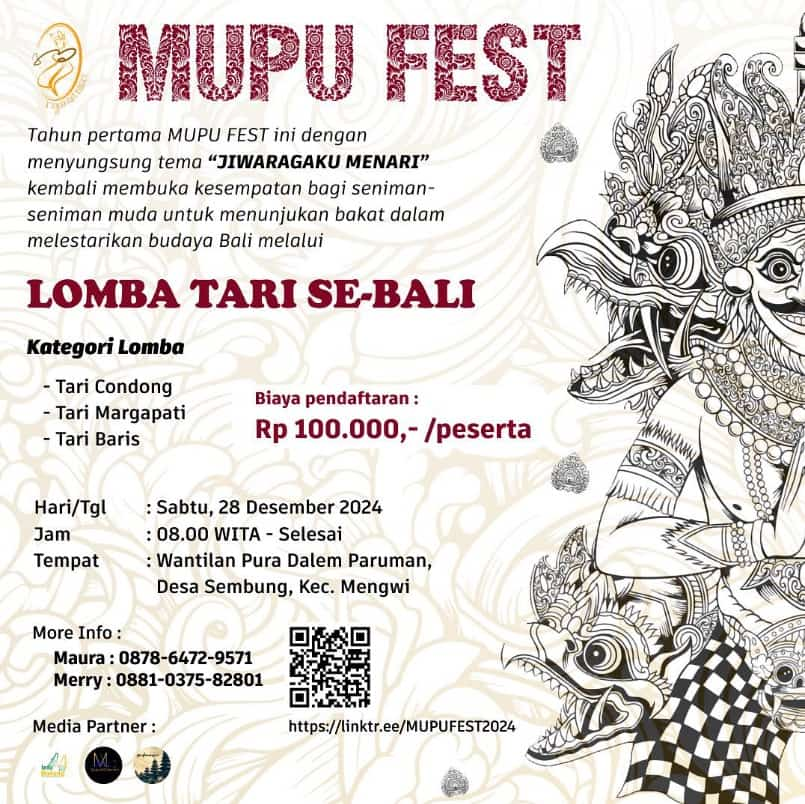 MUPU FEST
Tahun pertama MUPU FEST ini dengan
menyungsung tema “JIWARAGAKU MENARI”
kembali membuka kesempatan bagi seniman-
seniman muda untuk menunjukan bakat dalam
melestarikan budaya Bali melalui
LOMBA TARI SE-BALI
Kategori Lomba
- Tari Condong
- Tari Margapati
- Tari Baris
Biaya pendaftaran :
Rp 100.000,- /peserta
Hari/Tgl : Sabtu, 28 Desember 2024
Jam : 08.00 WITA - Selesai
Tempat : Wantilan Pura Dalem Paruman,
Desa Sembung, Kec. Mengwi
More Info :
Maura : 0878-6472-9571
Merry : 0881-0375-82801
Media Partner :
https://linktr.ee/MUPUFEST2024